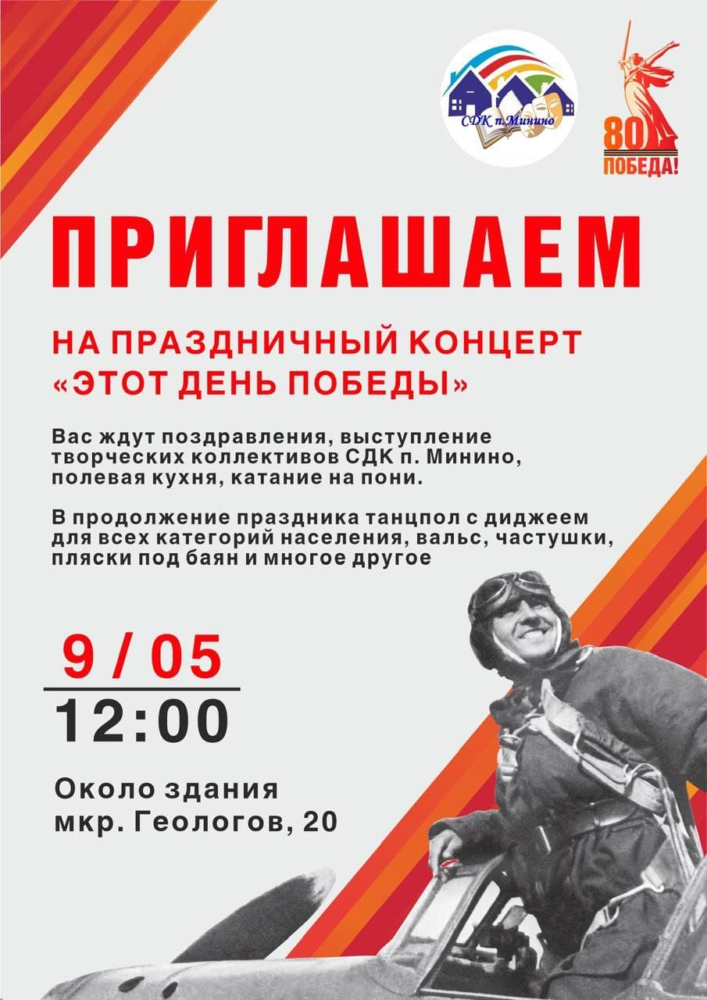 СДК п.Минино
80
ПОБЕДА!
ПРИГЛАШАЕМ
НА ПРАЗДНИЧНЫЙ КОНЦЕРТ
«ЭТОТ ДЕНЬ ПОБЕДЫ»
Вас ждут поздравления, выступление
творческих коллективов СДК п. Минино,
полевая кухня, катание на пони.
В продолжение праздника танцпол с диджеем
для всех категорий населения, вальс, частушки,
пляски под баян и многое другое
9 / 05
12:00
Около здания
мкр. Геологов, 20